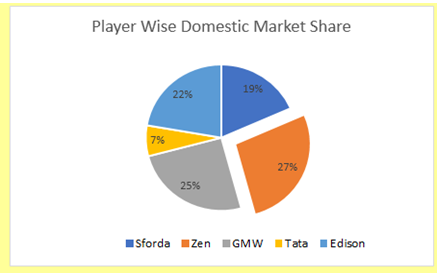 Player Wise Domestic Market Share
22%
19%
7%
27%
25%
Sforda Zen GMW Tata Edison